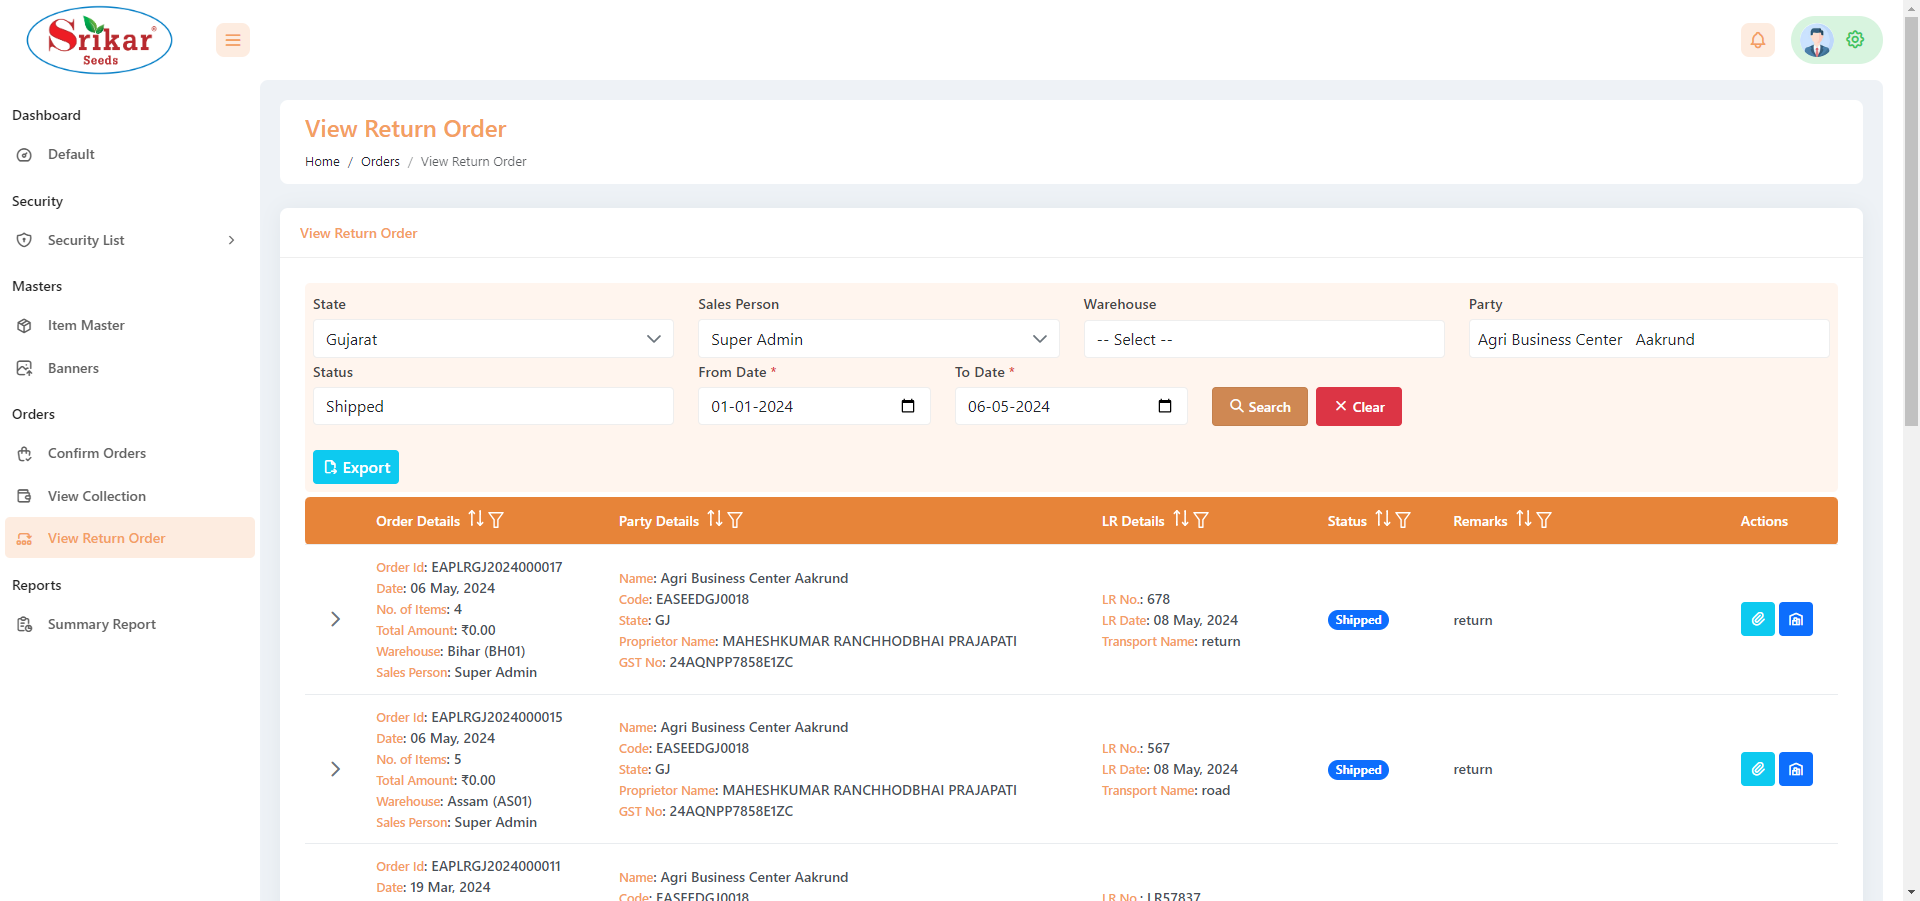 Srikar®
Seeds
Dashboard
Default
Security
Security List
Masters
Item Master
Banners
Orders
Confirm Orders
View Collection
View Return Order
Reports
Summary Report
View Return Order
Home / Orders / View Return Order
View Return Order
State Sales Person Warehouse Party
Gujarat Super Admin -- Select -- Agri Business Center Aakrund
Status From Date * To Date *
Shipped 01-01-2024 06-05-2024 Search Clear
Export
Order Details Party Details LR Details Status Remarks Actions
Order Id: EAPLRGJ2024000017
Date: 06 May, 2024
No. of Items: 4
Total Amount: ₹0.00
Warehouse: Bihar (BH01)
Sales Person: Super Admin
Name: Agri Business Center Aakrund
Code: EASEEDGJ0018
State: GJ
Proprietor Name: MAHESHKUMAR RANCHHODBHAI PRAJAPATI
GST No: 24AQNPP7858E1ZC
LR No.: 678
LR Date: 08 May, 2024
Transport Name: return
Shipped
return
Order Id: EAPLRGJ2024000015
Date: 06 May, 2024
No. of Items: 5
Total Amount: ₹0.00
Warehouse: Assam (AS01)
Sales Person: Super Admin
Name: Agri Business Center Aakrund
Code: EASEEDGJ0018
State: GJ
Proprietor Name: MAHESHKUMAR RANCHHODBHAI PRAJAPATI
GST No: 24AQNPP7858E1ZC
LR No.: 567
LR Date: 08 May, 2024
Transport Name: road
Shipped
return
Order Id: EAPLRGJ2024000011
Date: 19 Mar, 2024
Name: Agri Business Center Aakrund
Code: EASEEDGJ0018
LR No.: LR57837